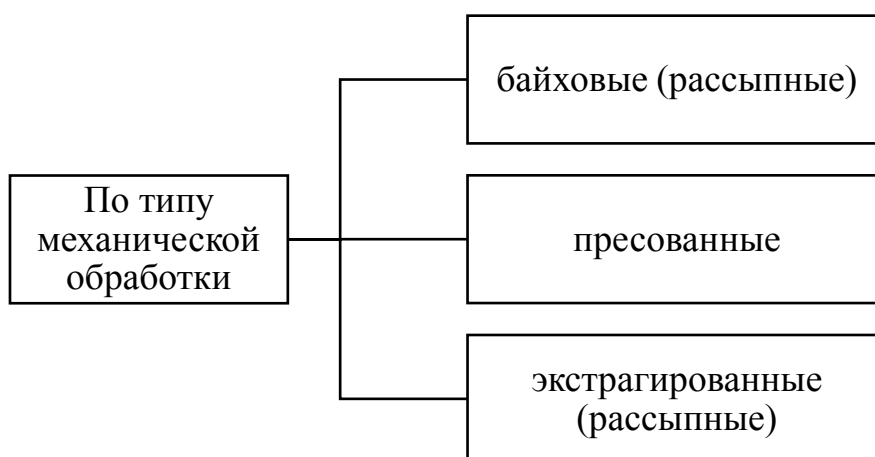 По типу
механической
обработки
байховые (рассыпные)
пресованные
экстрагированные
(рассыпные)